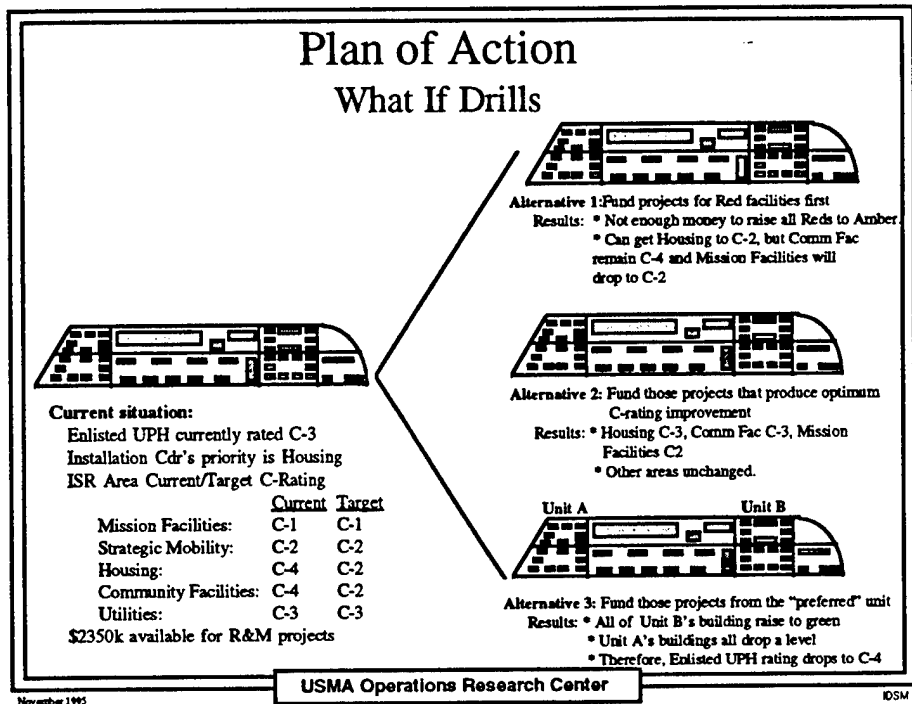 Plan of Action
What If Drills
Alternative 1:Fund projects for Red facilities first
Results: * Not enough money to raise all Reds to Amber.
* Can get Housing to C-2, but Comm Fac
remain C-4 and Mission Facilities will
drop to C-2
Current situation:
Enlisted UPH currently rated C-3
Installation Cdr's priority is Housing
ISR Area Current/Target C-Rating
Current Target
Mission Facilities: C-1 C-1
Strategic Mobility: C-2 C-2
Housing: C-4 C-2
Community Facilities: C-4 C-2
Utilities: C-3 C-3
$2350k available for R&M projects
Alternative 2: Fund those projects that produce optimum
C-rating improvement
Results: * Housing C-3, Comm Fac C-3, Mission
Facilities C2
* Other areas unchanged.
Unit A Unit B
Alternative 3: Fund those projects from the "preferred" unit
Results: * All of Unit B's building raise to green
* Unit A's buildings all drop a level
* Therefore, Enlisted UPH rating drops to C-4
USMA Operations Research Center
November 1995
IDSM